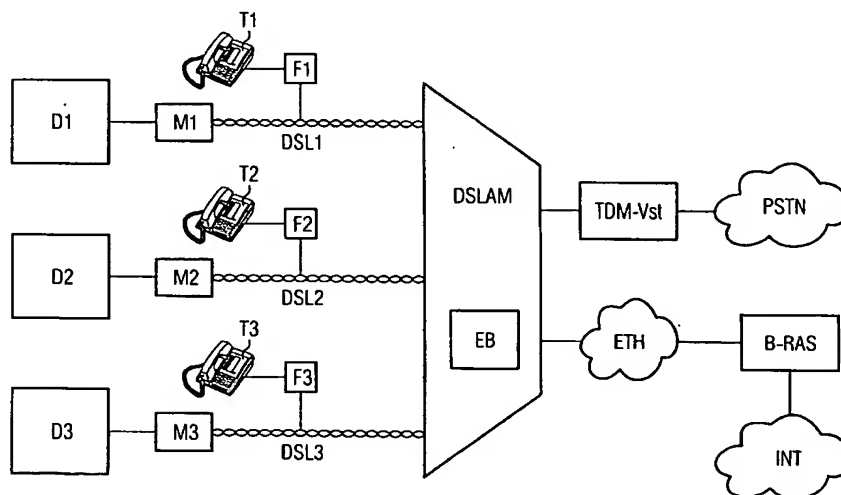 T1
F1
D1
M1
DSL1
T2
F2
D2
M2
DSL2
T3
F3
D3
M3
DSL3
DSLAM
EB
TDM-Vst
PSTN
ETH
B-RAS
INT